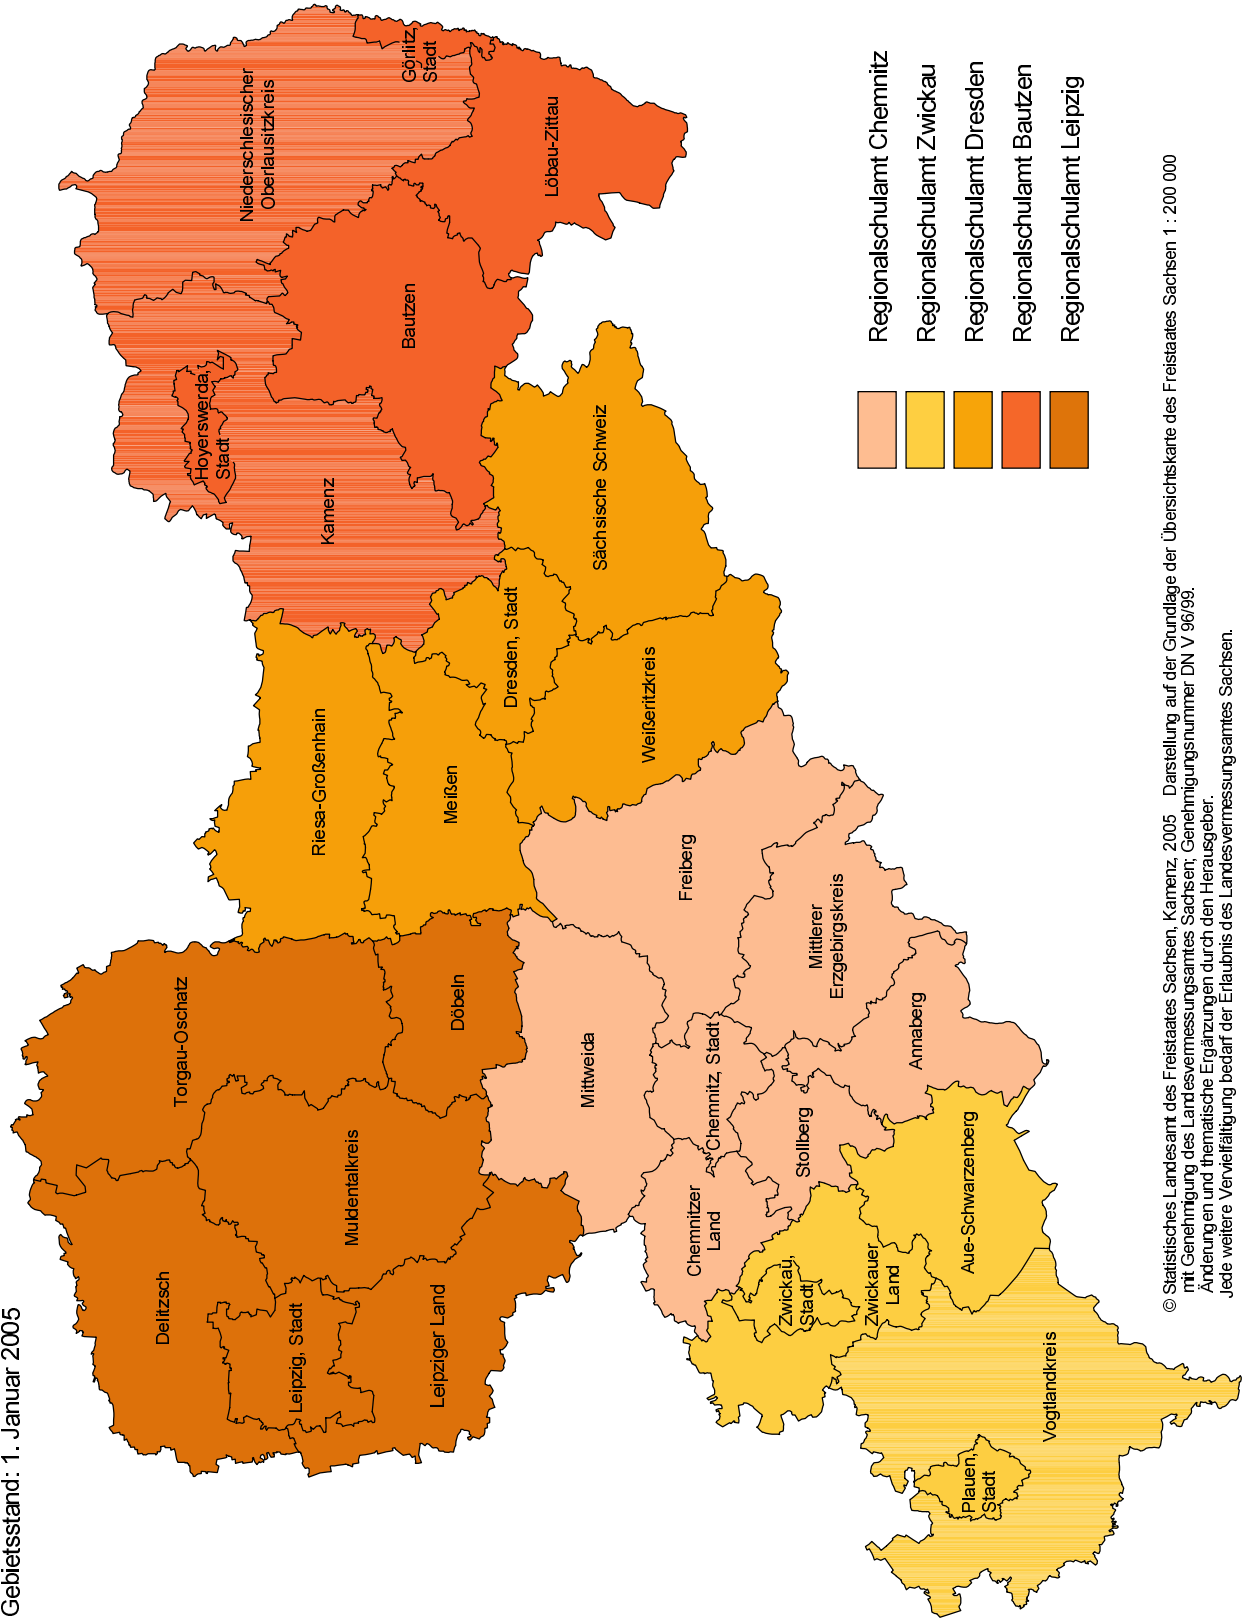 Gebietsstand: 1. Januar 2005
Delitzsch
Torgau-Oschatz
Leipzig, Stadt
Muldentalkreis
Leipziger Land
Döbeln
Riesa-Großenhain
Meißen
Dresden, Stadt
Weißeritzkreis
Sächsische Schweiz
Kamenz
Hoyerswerda,
Stadt
Bautzen
Niederschlesischer
Oberlausitzkreis
Görlitz,
Stadt
Löbau-Zittau
Mittweida
Freiberg
Chemnitzer
Land
Chemnitz, Stadt
Stollberg
Mittlerer
Erzgebirgskreis
Annaberg
Zwickau,
Stadt
Zwickauer
Land
Aue-Schwarzenberg
Vogtlandkreis
Plauen,
Stadt
Regionalschulamt Chemnitz
Regionalschulamt Zwickau
Regionalschulamt Dresden
Regionalschulamt Bautzen
Regionalschulamt Leipzig
© Statistisches Landesamt des Freistaates Sachsen, Kamenz, 2005 Darstellung auf der Grundlage der Übersichtskarte des Freistaates Sachsen 1 : 200 000
mit Genehmigung des Landesvermessungsamtes Sachsen; Genehmigungsnummer DN V 96/99.
Änderungen und thematische Ergänzungen durch den Herausgeber.
Jede weitere Vervielfältigung bedarf der Erlaubnis des Landesvermessungsamtes Sachsen.